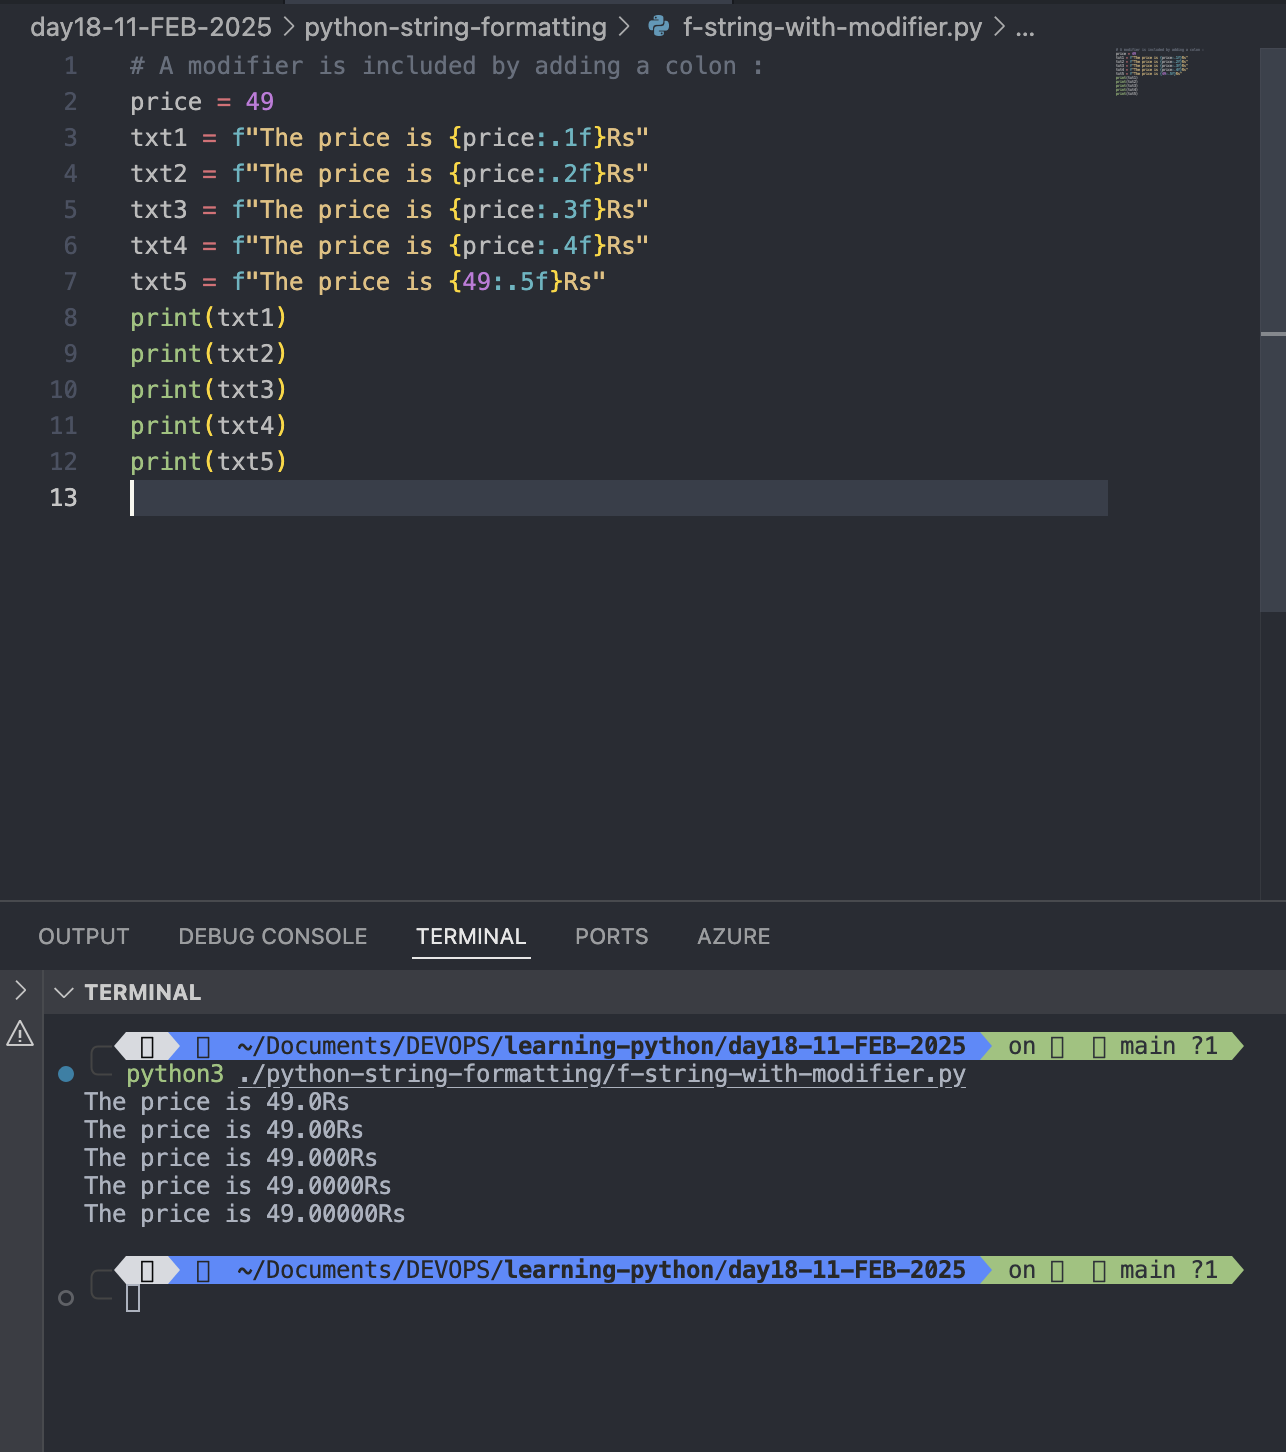 day18-11-FEB-2025 > python-string-formatting > f-string-with-modifier.py > ...
1 # A modifier is included by adding a colon :
2 price = 49
3 txt1 = f"The price is {price:.1f}Rs"
4 txt2 = f"The price is {price:.2f}Rs"
5 txt3 = f"The price is {price:.3f}Rs"
6 txt4 = f"The price is {price:.4f}Rs"
7 txt5 = f"The price is {49:.5f}Rs"
8 print(txt1)
9 print(txt2)
10 print(txt3)
11 print(txt4)
12 print(txt5)
13
OUTPUT DEBUG CONSOLE TERMINAL PORTS AZURE
TERMINAL
~/Documents/DEVOPS/learning-python/day18-11-FEB-2025 on main ?1
python3 ./python-string-formatting/f-string-with-modifier.py
The price is 49.0Rs
The price is 49.00Rs
The price is 49.000Rs
The price is 49.0000Rs
The price is 49.00000Rs
~/Documents/DEVOPS/learning-python/day18-11-FEB-2025 on main ?1